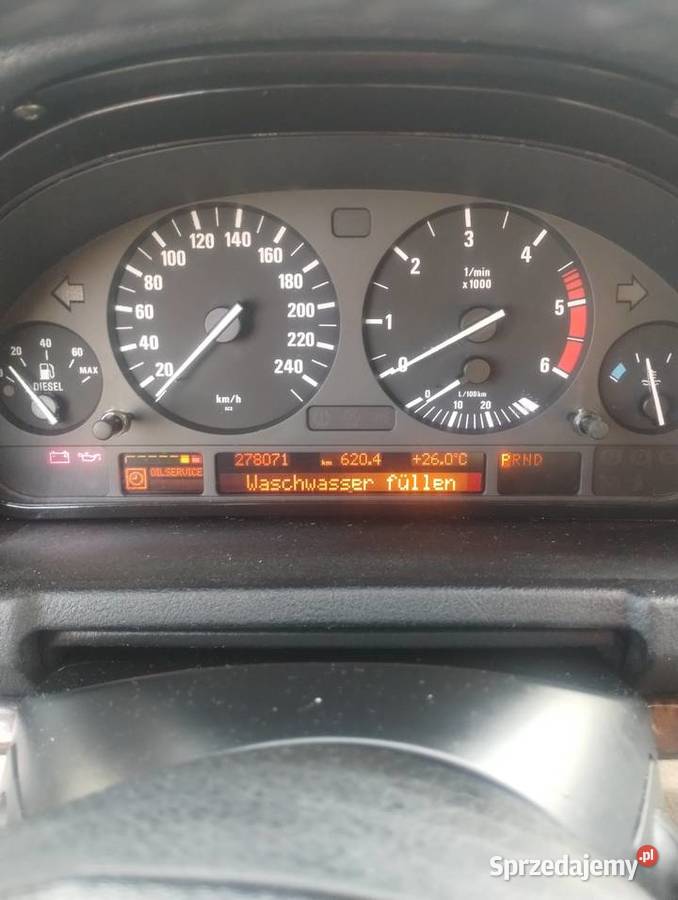 20 40 60 80 100 120 140 160 180 200 220 240
km/h
0 1 2 3 4 5 6
1/min
x 1000
0 10 20
L/100km
20 40 60 MAX
DIESEL
OILSERVICE
278071 km 620.4 +26.0°C
PRND
Waschwasser füllen
Sprzedajemy.pl